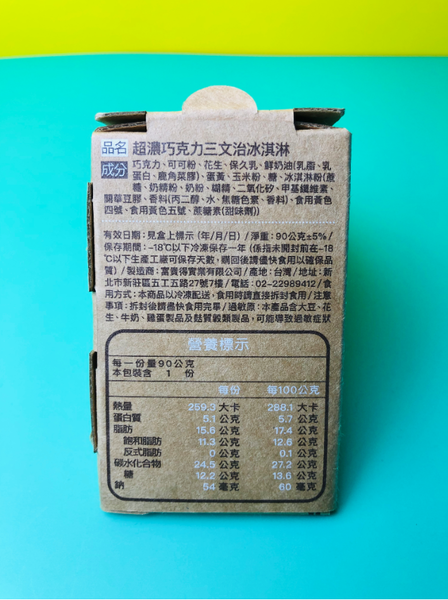 品名 超濃巧克力三文治冰淇淋
成分 巧克力、可可粉、花生、保久乳、鮮奶油(乳脂、乳
蛋白、鹿角菜膠)、蛋黃、玉米粉、糖、冰淇淋粉(蔗
糖、奶精粉、奶粉、糊精、二氧化矽、甲基纖維素、
關華豆膠、香料(丙二醇、水、焦糖色素、香料)、食用黃色
四號、食用黃色五號、蔗糖素(甜味劑))
有效日期:見盒上標示 (年/月/日) / 淨重:90公克±5% /
保存期間:-18℃以下冷凍保存一年 (係指未開封前在-18
℃以下生產工廠可保存天數,購回後請儘快食用以確保品
質) / 製造商:富貴得實業有限公司 / 產地:台灣 / 地址:新
北市新莊區五工五路27號7樓 / 電話:02-22989412 / 食
用方式:本商品以冷凍配送,食用時請直接拆封食用 / 注意
事項:拆封後請儘快食用完畢 / 過敏原:本產品含大豆、花
生、牛奶、雞蛋製品及麩質穀類製品,可能導致過敏症狀
營養標示
每一份量90公克
本包裝含 1 份
每份 每100公克
熱量 259.3 大卡 288.1 大卡
蛋白質 5.1 公克 5.7 公克
脂肪 15.6 公克 17.4 公克
飽和脂肪 11.3 公克 12.6 公克
反式脂肪 0 公克 0.1 公克
碳水化合物 24.5 公克 27.2 公克
糖 12.2 公克 13.6 公克
鈉 54 毫克 60 毫克